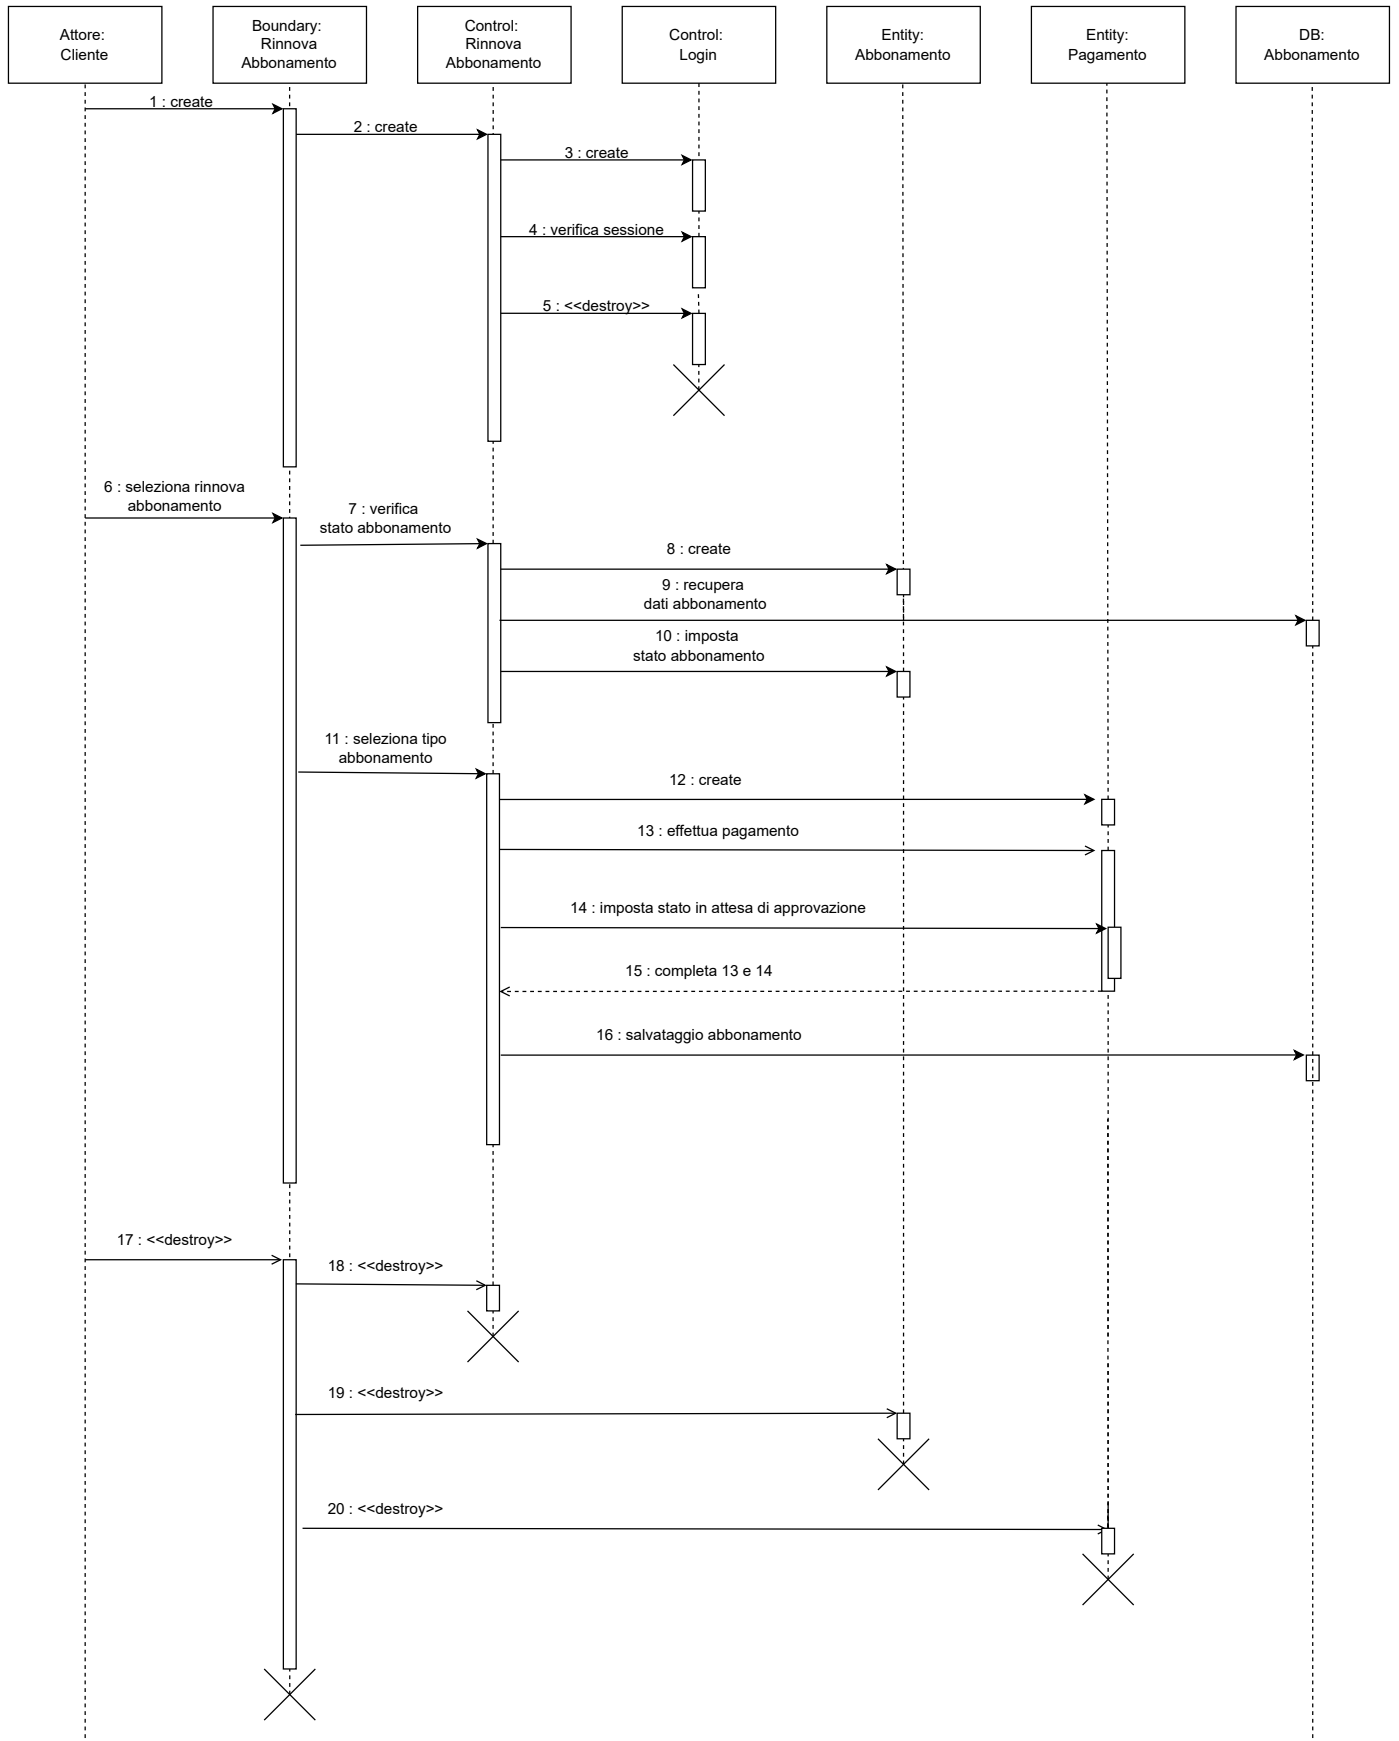 Attore:
Cliente
Boundary:
Rinnova
Abbonamento
Control:
Rinnova
Abbonamento
Control:
Login
Entity:
Abbonamento
Entity:
Pagamento
DB:
Abbonamento
1 : create
2 : create
3 : create
4 : verifica sessione
5 : <<destroy>>
6 : seleziona rinnova
abbonamento
7 : verifica
stato abbonamento
8 : create
9 : recupera
dati abbonamento
10 : imposta
stato abbonamento
11 : seleziona tipo
abbonamento
12 : create
13 : effettua pagamento
14 : imposta stato in attesa di approvazione
15 : completa 13 e 14
16 : salvataggio abbonamento
17 : <<destroy>>
18 : <<destroy>>
19 : <<destroy>>
20 : <<destroy>>